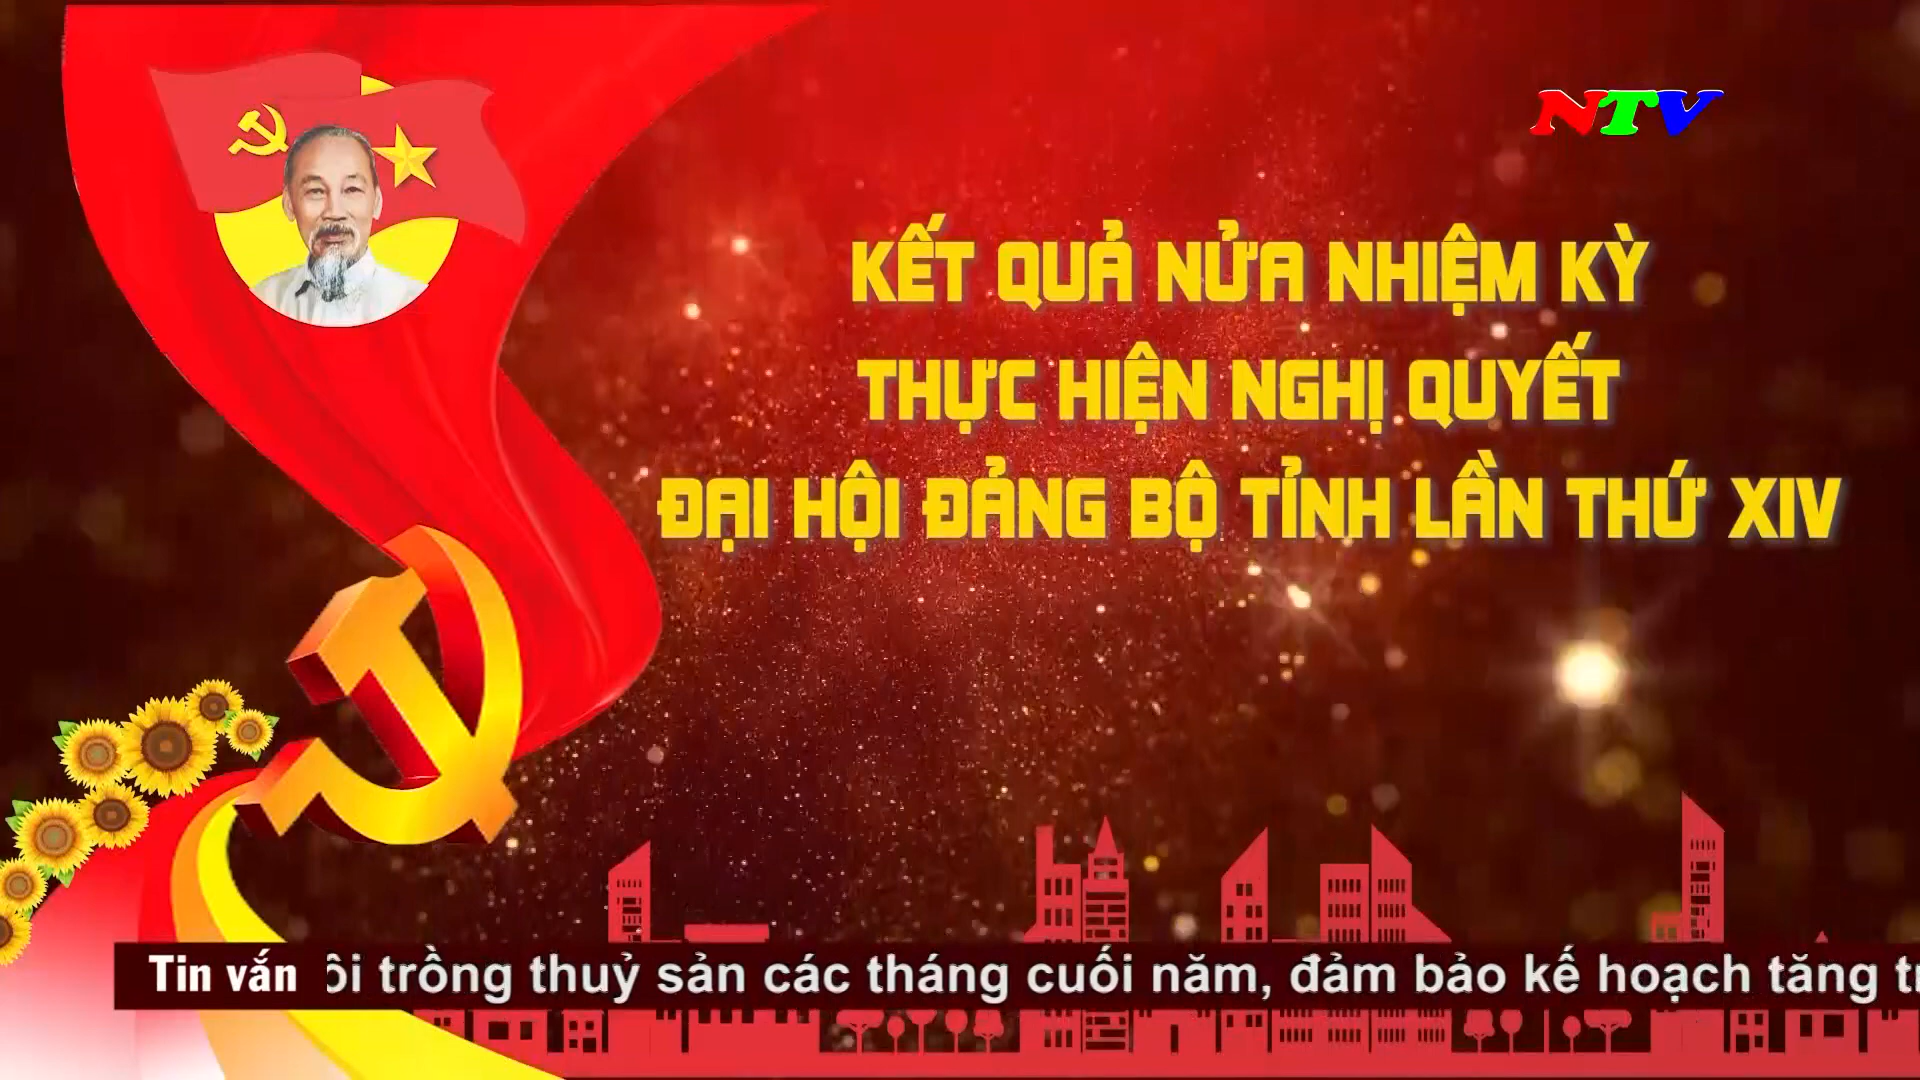 NTV
KẾT QUẢ NỬA NHIỆM KỲ
THỰC HIỆN NGHỊ QUYẾT
ĐẠI HỘI ĐẢNG BỘ TỈNH LẦN THỨ XIV
Tin vắn
trồng thuỷ sản các tháng cuối năm, đảm bảo kế hoạch tăng